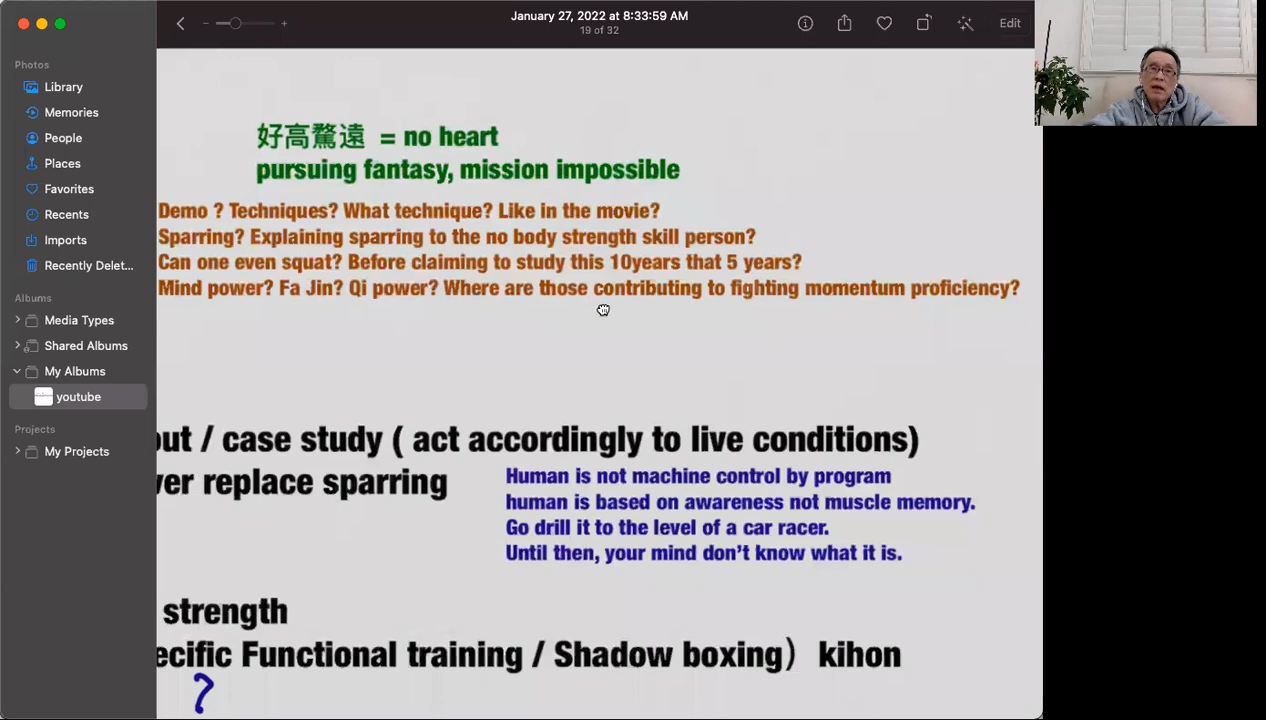 January 27, 2022 at 8:33:59 AM
19 of 32
Edit
Photos
Library
Memories
People
Places
Favorites
Recents
Imports
Recently Delet...
Albums
Media Types
Shared Albums
My Albums
youtube
Projects
My Projects
好高騖遠 = no heart
pursuing fantasy, mission impossible
Demo ? Techniques? What technique? Like in the movie?
Sparring? Explaining sparring to the no body strength skill person?
Can one even squat? Before claiming to study this 10years that 5 years?
Mind power? Fa Jin? Qi power? Where are those contributing to fighting momentum proficiency?
out / case study ( act accordingly to live conditions)
ver replace sparring
Human is not machine control by program
human is based on awareness not muscle memory.
Go drill it to the level of a car racer.
Until then, your mind don't know what it is.
strength
ecific Functional training / Shadow boxing）kihon
?